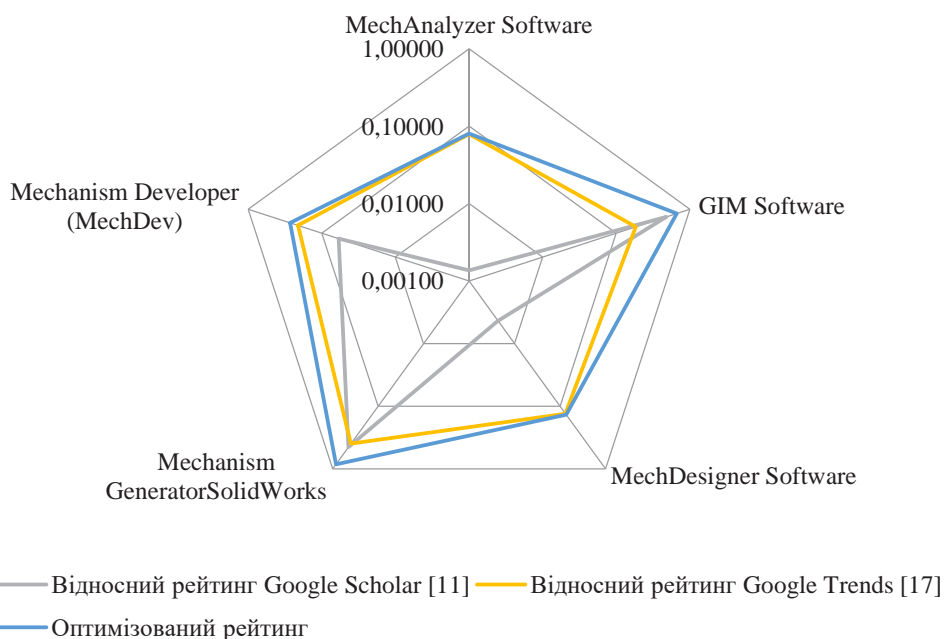 MechAnalyzer Software
1,00000
0,10000
0,01000
0,00100
GIM Software
Mechanism Developer
(MechDev)
Mechanism
GeneratorSolidWorks
MechDesigner Software
Відносний рейтинг Google Scholar [11]
Відносний рейтинг Google Trends [17]
Оптимізований рейтинг